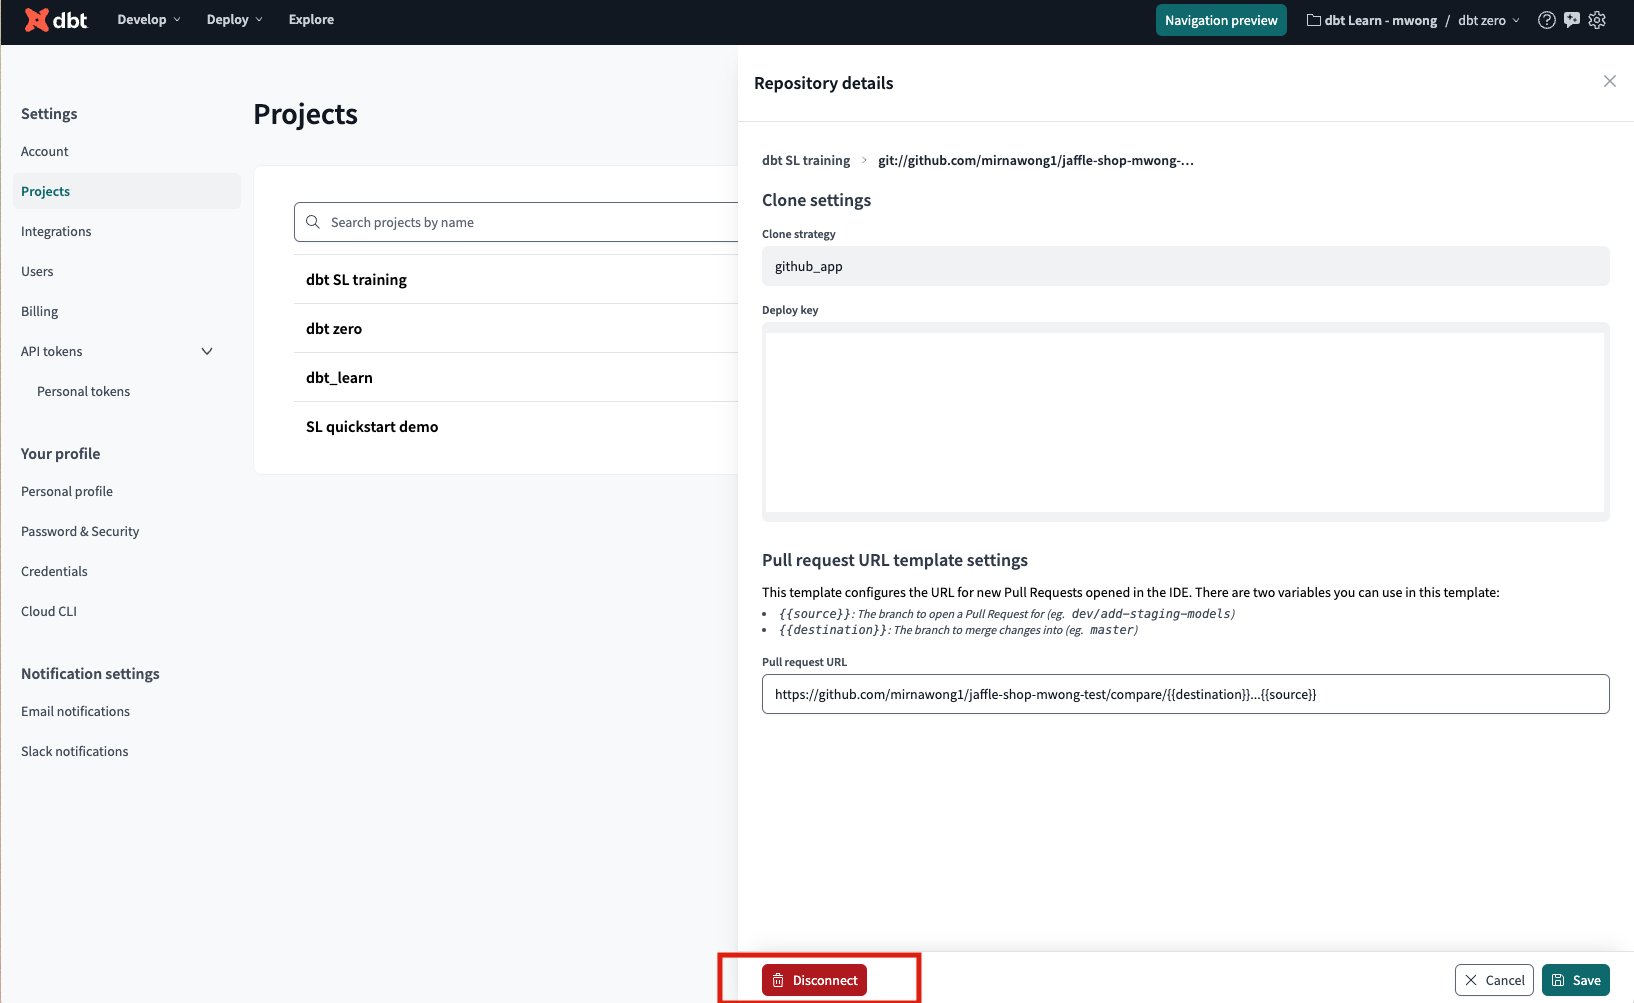 dbt
Develop
Deploy
Explore
Navigation preview
dbt Learn - mwong / dbt zero
Settings
Account
Projects
Integrations
Users
Billing
API tokens
Personal tokens
Your profile
Personal profile
Password & Security
Credentials
Cloud CLI
Notification settings
Email notifications
Slack notifications
Projects
Search projects by name
dbt SL training
dbt zero
dbt_learn
SL quickstart demo
Repository details
dbt SL training > git://github.com/mirnawong1/jaffle-shop-mwong-...
Clone settings
Clone strategy
github_app
Deploy key
Pull request URL template settings
This template configures the URL for new Pull Requests opened in the IDE. There are two variables you can use in this template:
• {{source}}: The branch to open a Pull Request for (eg. dev/add-staging-models)
• {{destination}}: The branch to merge changes into (eg. master)
Pull request URL
https://github.com/mirnawong1/jaffle-shop-mwong-test/compare/{{destination}}...{{source}}
Disconnect
Cancel
Save